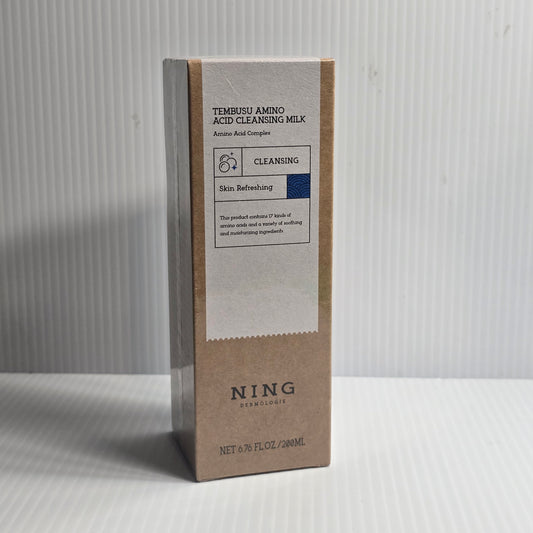 TEMBUSU AMINO
ACID CLEANSING MILK
Amino Acid Complex
CLEANSING
Skin Refreshing
This product contains 17 kinds of
amino acids and a variety of soothing
and moisturizing ingredients
NING
DERMOLOGIE
NET 6.76 FL.OZ/200ML